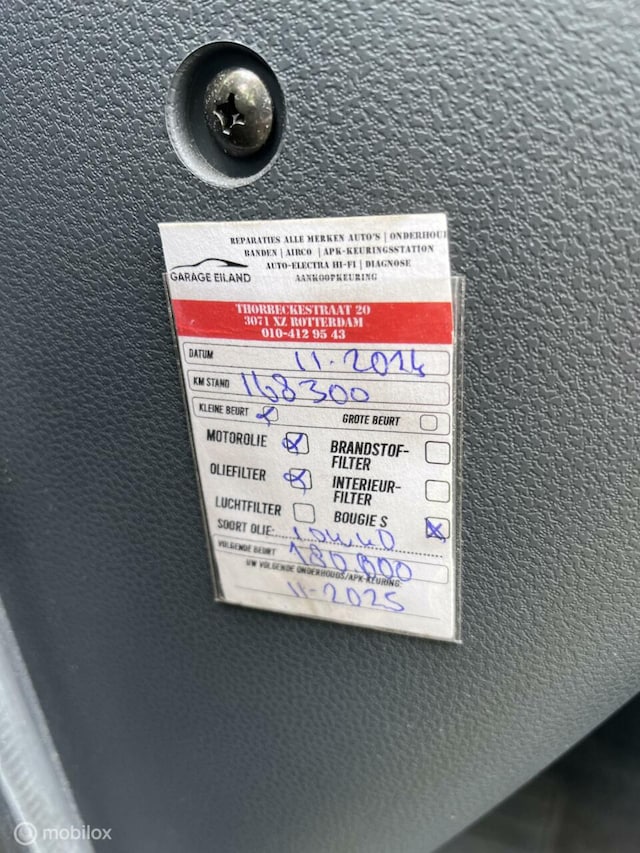 REPARATIES ALLE MERKEN AUTO'S | ONDERHOU
BANDEN | AIRCO | APK-KEURINGSSTATION
AUTO-ELECTRA HI-FI | DIAGNOSE
AANKOOPKEURING
GARAGE EILAND
THORBECKESTRAAT 20
3071 XZ ROTTERDAM
010-412 95 43
DATUM 11.2024
KM STAND 168300
KLEINE BEURT GROTE BEURT
MOTOROLIE BRANDSTOF-
FILTER
OLIEFILTER INTERIEUR-
FILTER
LUCHTFILTER BOUGIE S
SOORT OLIE: 10W40
VOLGENDE BEURT 180.000
UW VOLGENDE ONDERHOUDS/APK-KEURING:
11-2025
mobilox